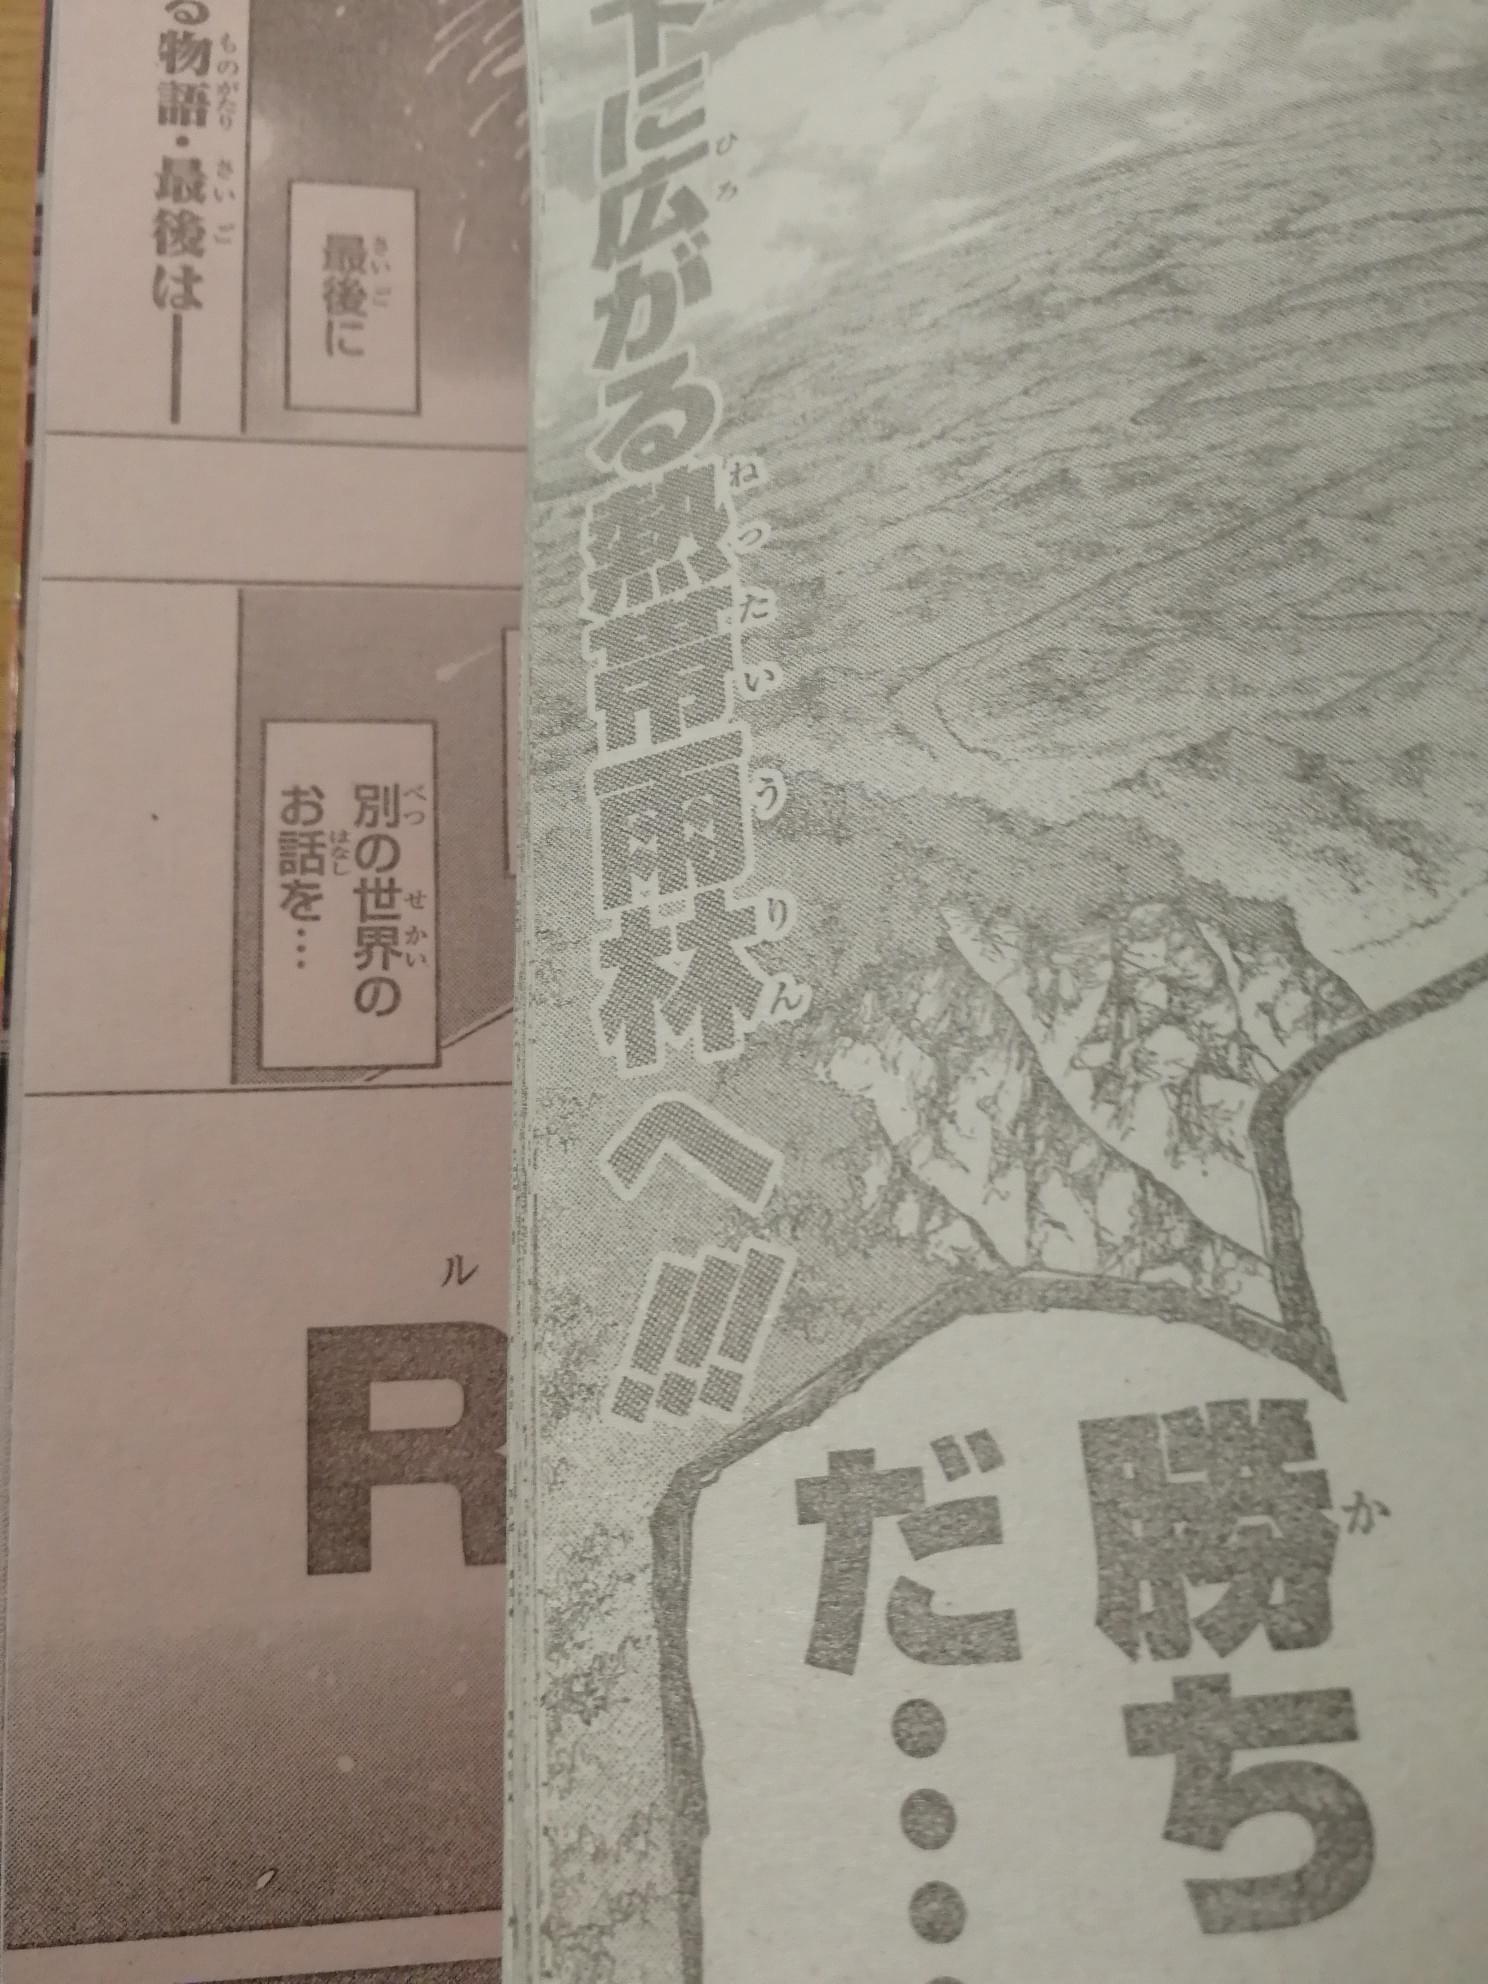 勝ち
だ……
下に広がる熱帯雨林へ!!!
最後に
別の世界の
お話を…
る物語・最後は――
R